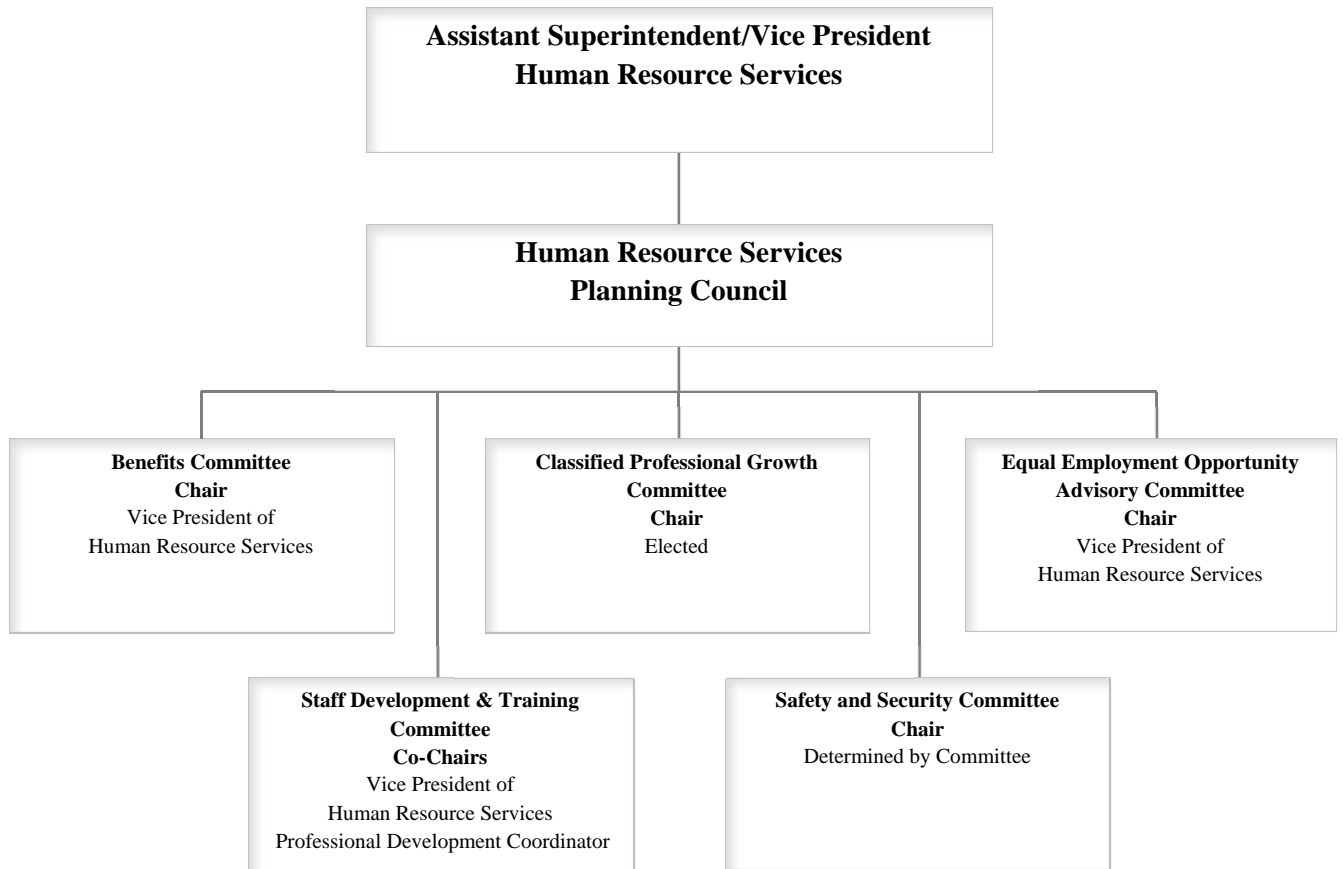 Assistant Superintendent/Vice President
Human Resource Services
Human Resource Services
Planning Council
Benefits Committee
Chair
Vice President of
Human Resource Services
Classified Professional Growth
Committee
Chair
Elected
Equal Employment Opportunity
Advisory Committee
Chair
Vice President of
Human Resource Services
Staff Development & Training
Committee
Co-Chairs
Vice President of
Human Resource Services
Professional Development Coordinator
Safety and Security Committee
Chair
Determined by Committee